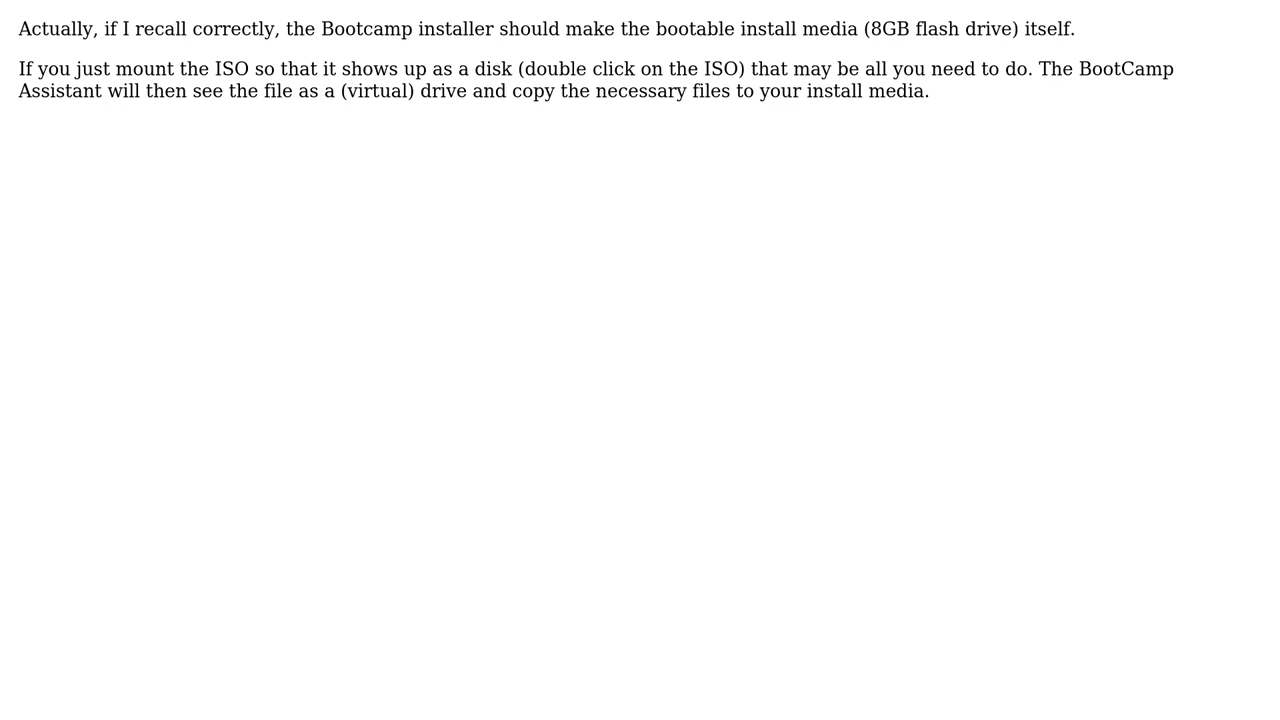 Actually, if I recall correctly, the Bootcamp installer should make the bootable install media (8GB flash drive) itself.
If you just mount the ISO so that it shows up as a disk (double click on the ISO) that may be all you need to do. The BootCamp
Assistant will then see the file as a (virtual) drive and copy the necessary files to your install media.